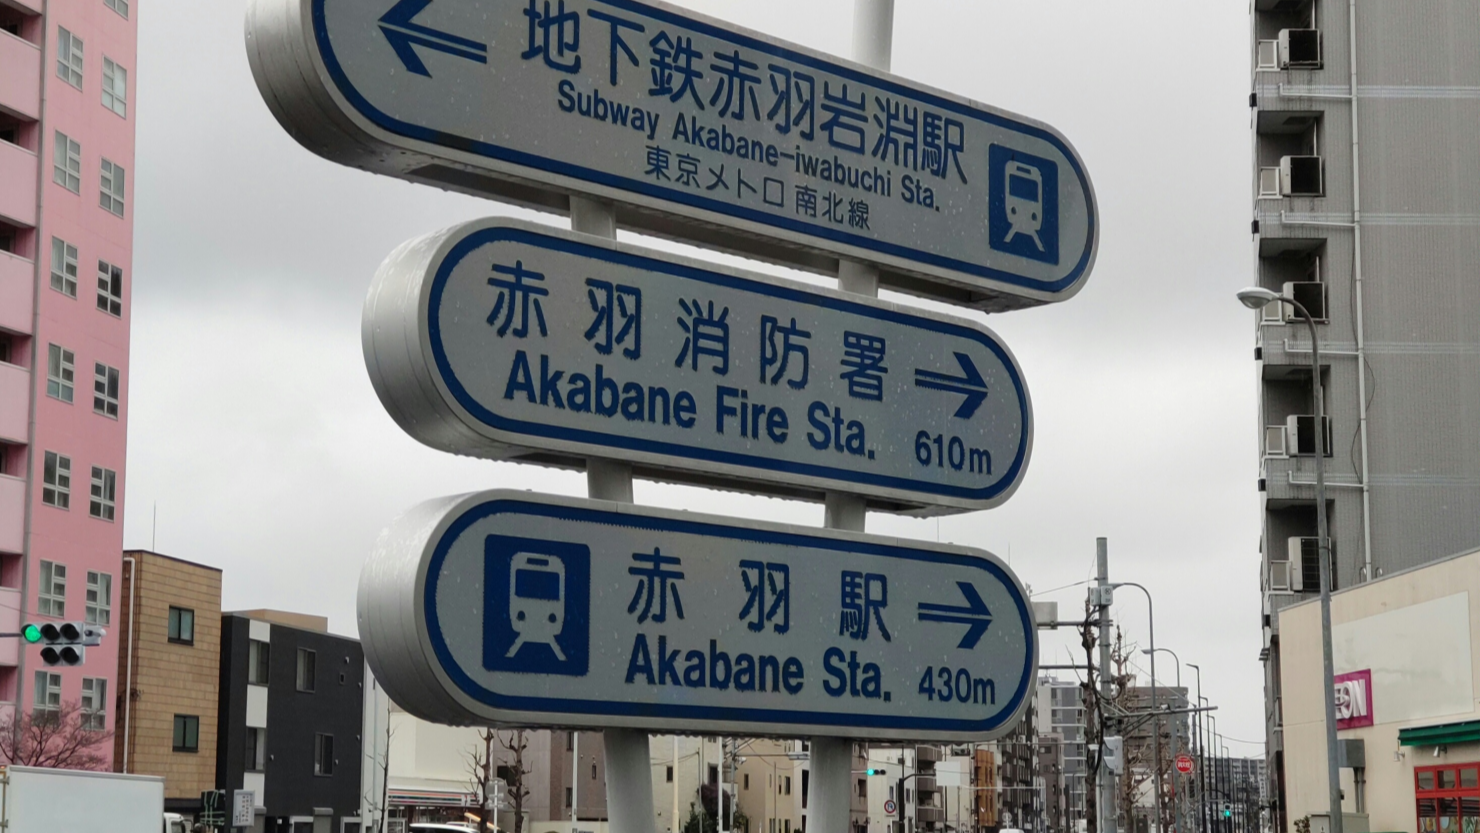 地下鉄赤羽岩淵駅
Subway Akabane-iwabuchi Sta.
東京メトロ 南北線
赤羽消防署
Akabane Fire Sta.
610m
赤羽駅
Akabane Sta.
430m